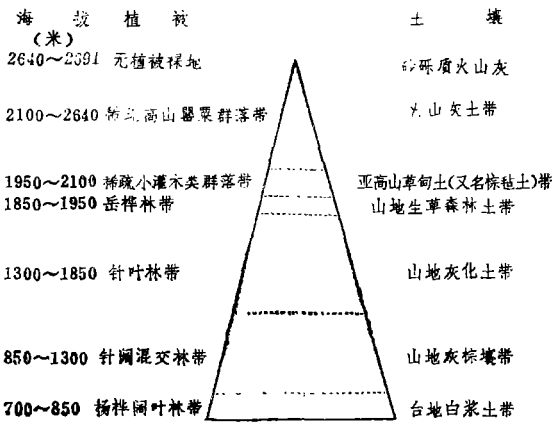 海 拔 植 被 土 壤
(米)
2640～2691 无植被裸地 砂砾质火山灰
2100～2640 稀疏高山罂粟群落带 火山灰土带
1950～2100 稀疏小灌木类群落带 亚高山草甸土(又名棕毡土)带
1850～1950 岳桦林带 山地生草森林土带
1300～1850 针叶林带 山地灰化土带
850～1300 针阔混交林带 山地灰棕壤带
700～850 杨桦阔叶林带 台地白浆土带